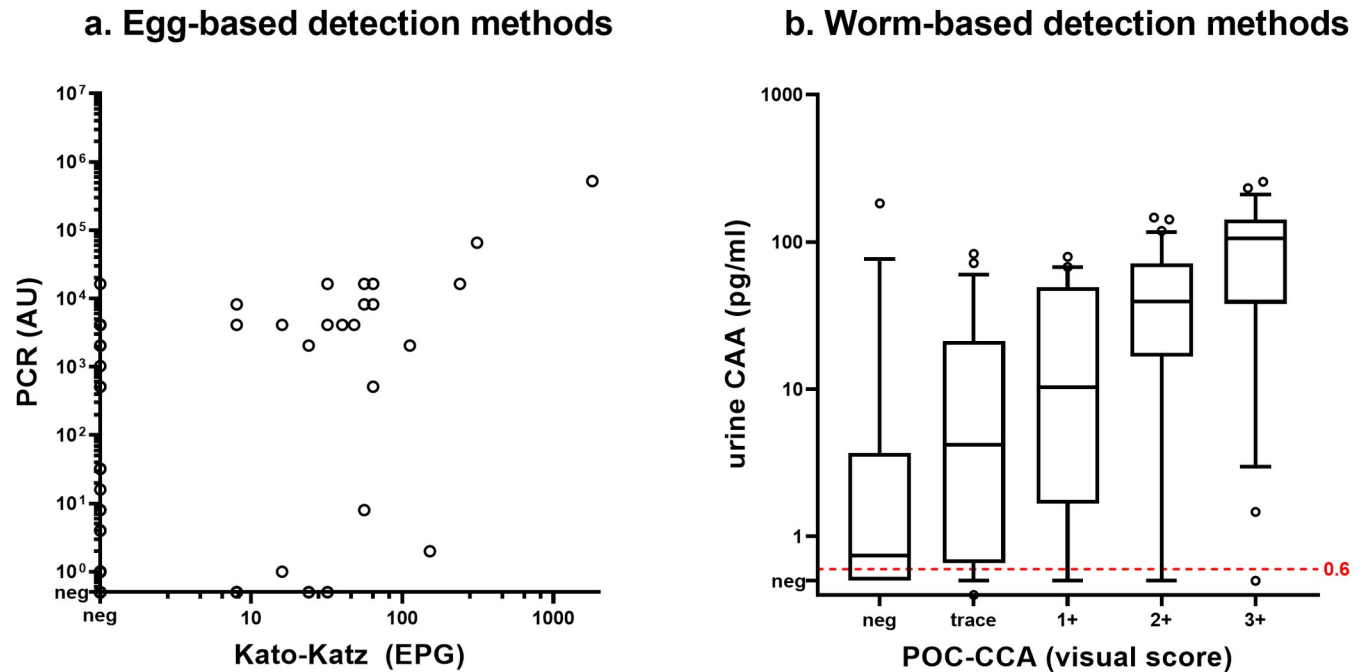 a. Egg-based detection methods
b. Worm-based detection methods
PCR (AU)
10⁷
10⁶
10⁵
10⁴
10³
10²
10¹
10⁰
neg
neg
10
100
1000
Kato-Katz (EPG)
urine CAA (pg/ml)
1000
100
10
1
neg
0.6
neg
trace
1+
2+
3+
POC-CCA (visual score)